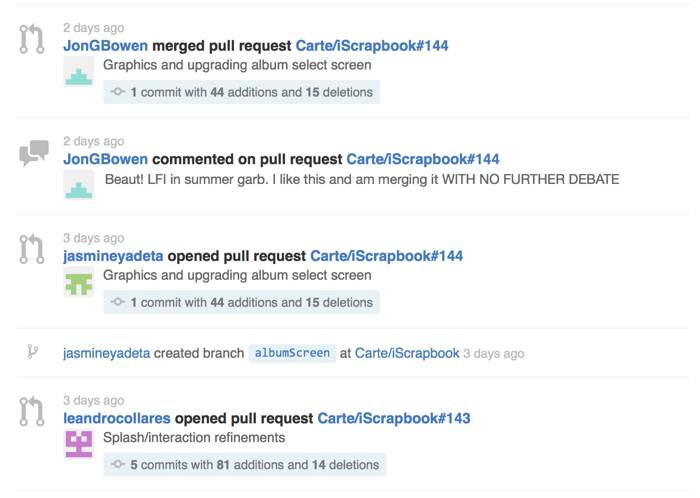 2 days ago
JonGBowen merged pull request Carte/iScrapbook#144
Graphics and upgrading album select screen
1 commit with 44 additions and 15 deletions
2 days ago
JonGBowen commented on pull request Carte/iScrapbook#144
Beaut! LFI in summer garb. I like this and am merging it WITH NO FURTHER DEBATE
3 days ago
jasmineyadeta opened pull request Carte/iScrapbook#144
Graphics and upgrading album select screen
1 commit with 44 additions and 15 deletions
jasmineyadeta created branch albumScreen at Carte/iScrapbook 3 days ago
3 days ago
leandrocollares opened pull request Carte/iScrapbook#143
Splash/interaction refinements
5 commits with 81 additions and 14 deletions